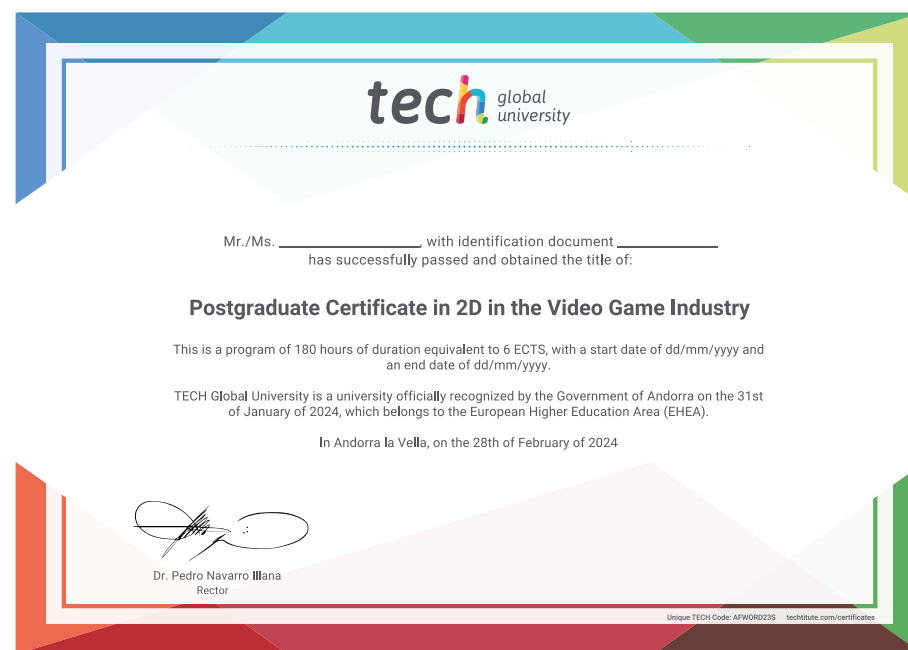 tech global
university
Mr./Ms. __________________, with identification document _____________
has successfully passed and obtained the title of:
Postgraduate Certificate in 2D in the Video Game Industry
This is a program of 180 hours of duration equivalent to 6 ECTS, with a start date of dd/mm/yyyy and
an end date of dd/mm/yyyy.
TECH Global University is a university officially recognized by the Government of Andorra on the 31st
of January of 2024, which belongs to the European Higher Education Area (EHEA).
In Andorra la Vella, on the 28th of February of 2024
Dr. Pedro Navarro Illana
Rector
Unique TECH Code: AFWORD23S techtitute.com/certificates